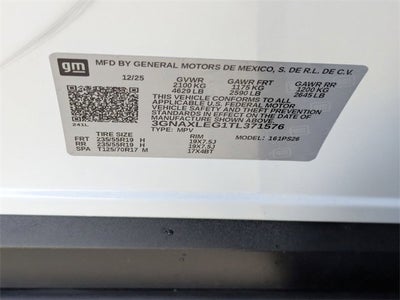 gm MFD BY GENERAL MOTORS DE MEXICO, S. DE R.L. DE C.V.
12/25 GVWR GAWR FRT GAWR RR
2100 KG 1175 KG 1200 KG
4629 LB 2590 LB 2645 LB
THIS VEHICLE CONFORMS TO ALL
APPLICABLE U.S. FEDERAL MOTOR
VEHICLE SAFETY AND THEFT PREVENTION
STANDARDS IN EFFECT ON THE DATE OF
MANUFACTURE SHOWN ABOVE.
3GNAXLEG1TL371576
TYPE: MPV MODEL: 161PS26
TIRE SIZE RIM
FRT 235/55R19 H 19X7.5J
RR 235/55R19 H 19X7.5J
SPA T125/70R17 M 17X4BT
241L